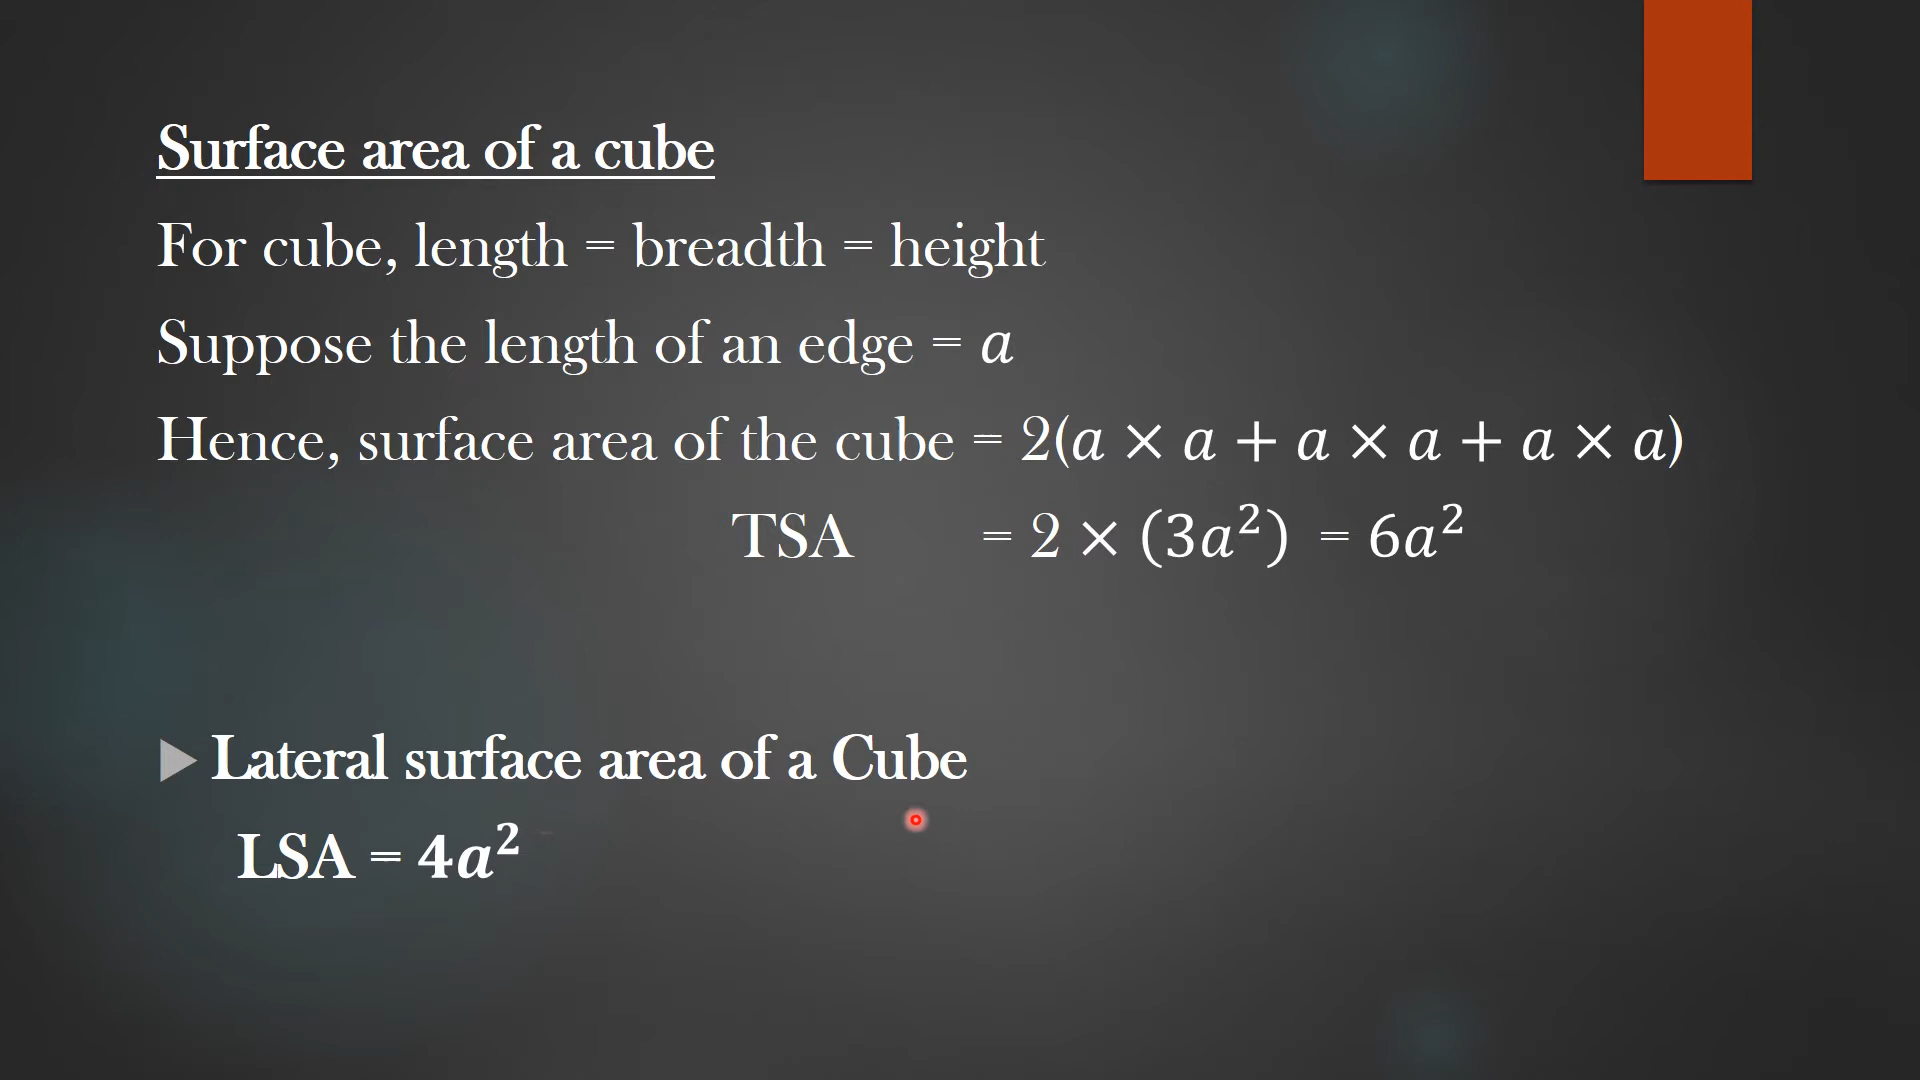 Surface area of a cube
For cube, length = breadth = height
Suppose the length of an edge = a
Hence, surface area of the cube = 2(a × a + a × a + a × a)
TSA = 2 × (3a²) = 6a²
Lateral surface area of a Cube
LSA = 4a²